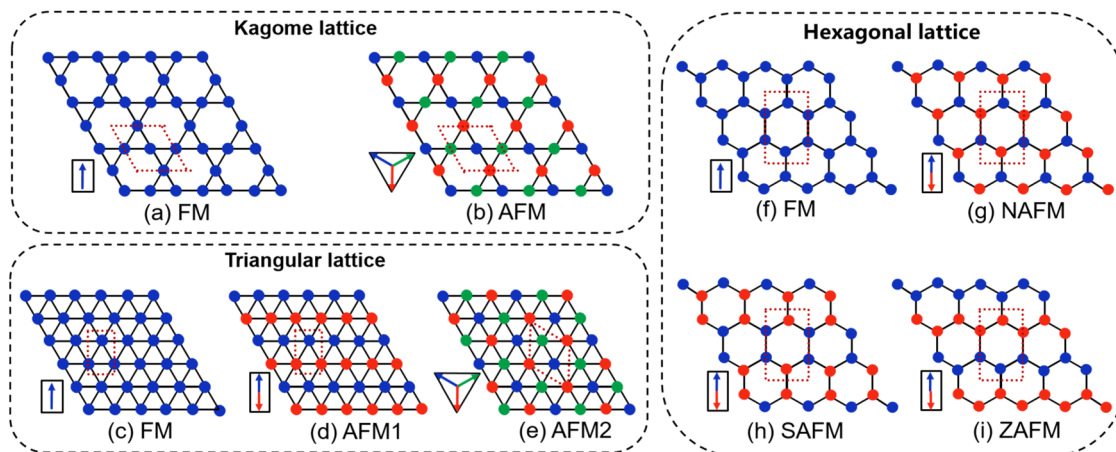 Kagome lattice
(a) FM
(b) AFM
Triangular lattice
(c) FM
(d) AFM1
(e) AFM2
Hexagonal lattice
(f) FM
(g) NAFM
(h) SAFM
(i) ZAFM